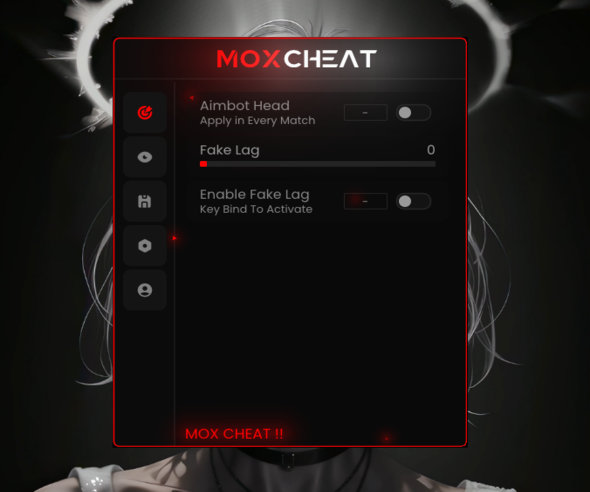 MOXCHEAT
Aimbot Head
Apply in Every Match
–
Fake Lag
0
Enable Fake Lag
Key Bind To Activate
–
MOX CHEAT !!